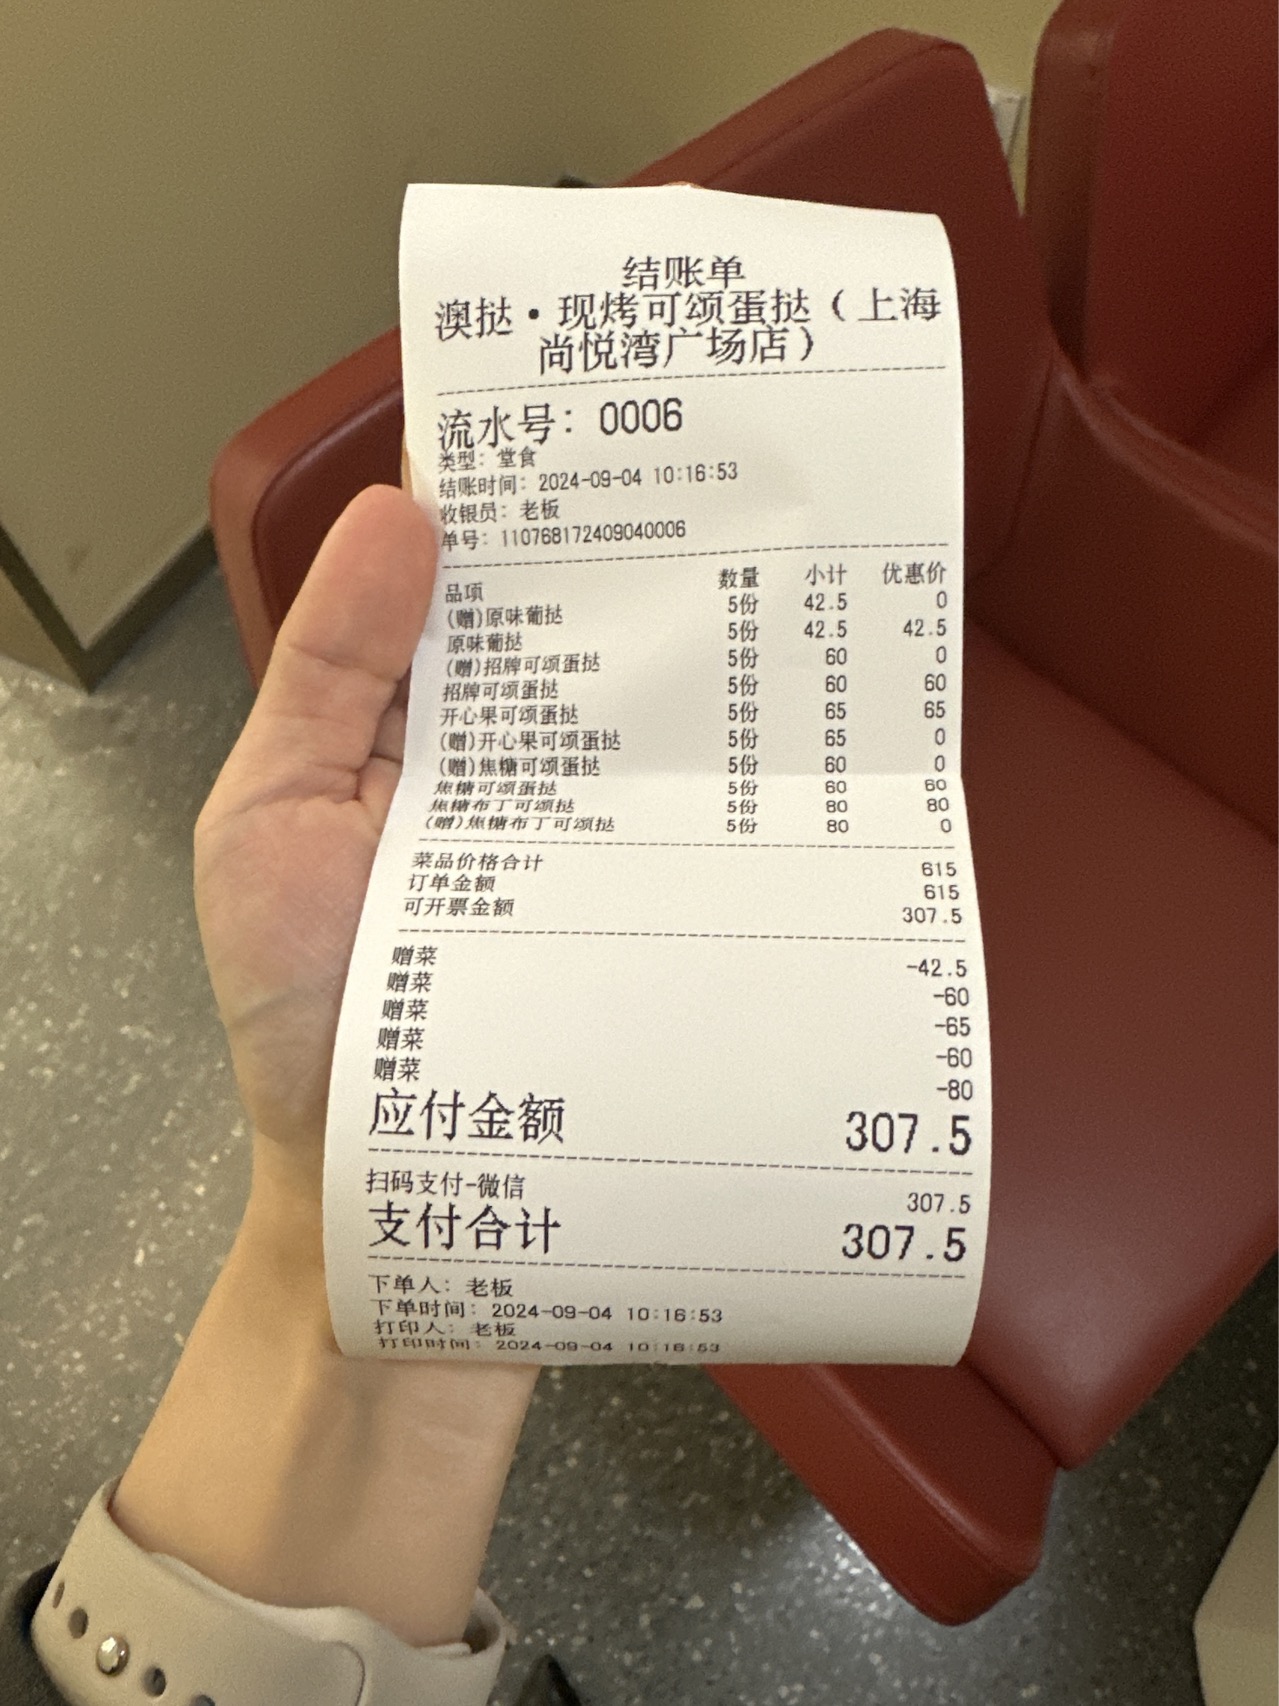 结账单
澳挞·现烤可颂蛋挞（上海
尚悦湾广场店）
流水号：0006
类型：堂食
结账时间：2024-09-04 10:16:53
收银员：老板
单号：110768172409040006
品项 数量 小计 优惠价
(赠)原味葡挞 5份 42.5 0
原味葡挞 5份 42.5 42.5
(赠)招牌可颂蛋挞 5份 60 0
招牌可颂蛋挞 5份 60 60
开心果可颂蛋挞 5份 65 65
(赠)开心果可颂蛋挞 5份 65 0
(赠)焦糖可颂蛋挞 5份 60 0
焦糖可颂蛋挞 5份 60 60
焦糖布丁可颂挞 5份 80 80
(赠)焦糖布丁可颂挞 5份 80 0
菜品价格合计 615
订单金额 615
可开票金额 307.5
赠菜 -42.5
赠菜 -60
赠菜 -65
赠菜 -60
赠菜 -80
应付金额 307.5
扫码支付-微信 307.5
支付合计 307.5
下单人：老板
下单时间：2024-09-04 10:16:53
打印人：老板
打印时间：2024-09-04 10:16:53